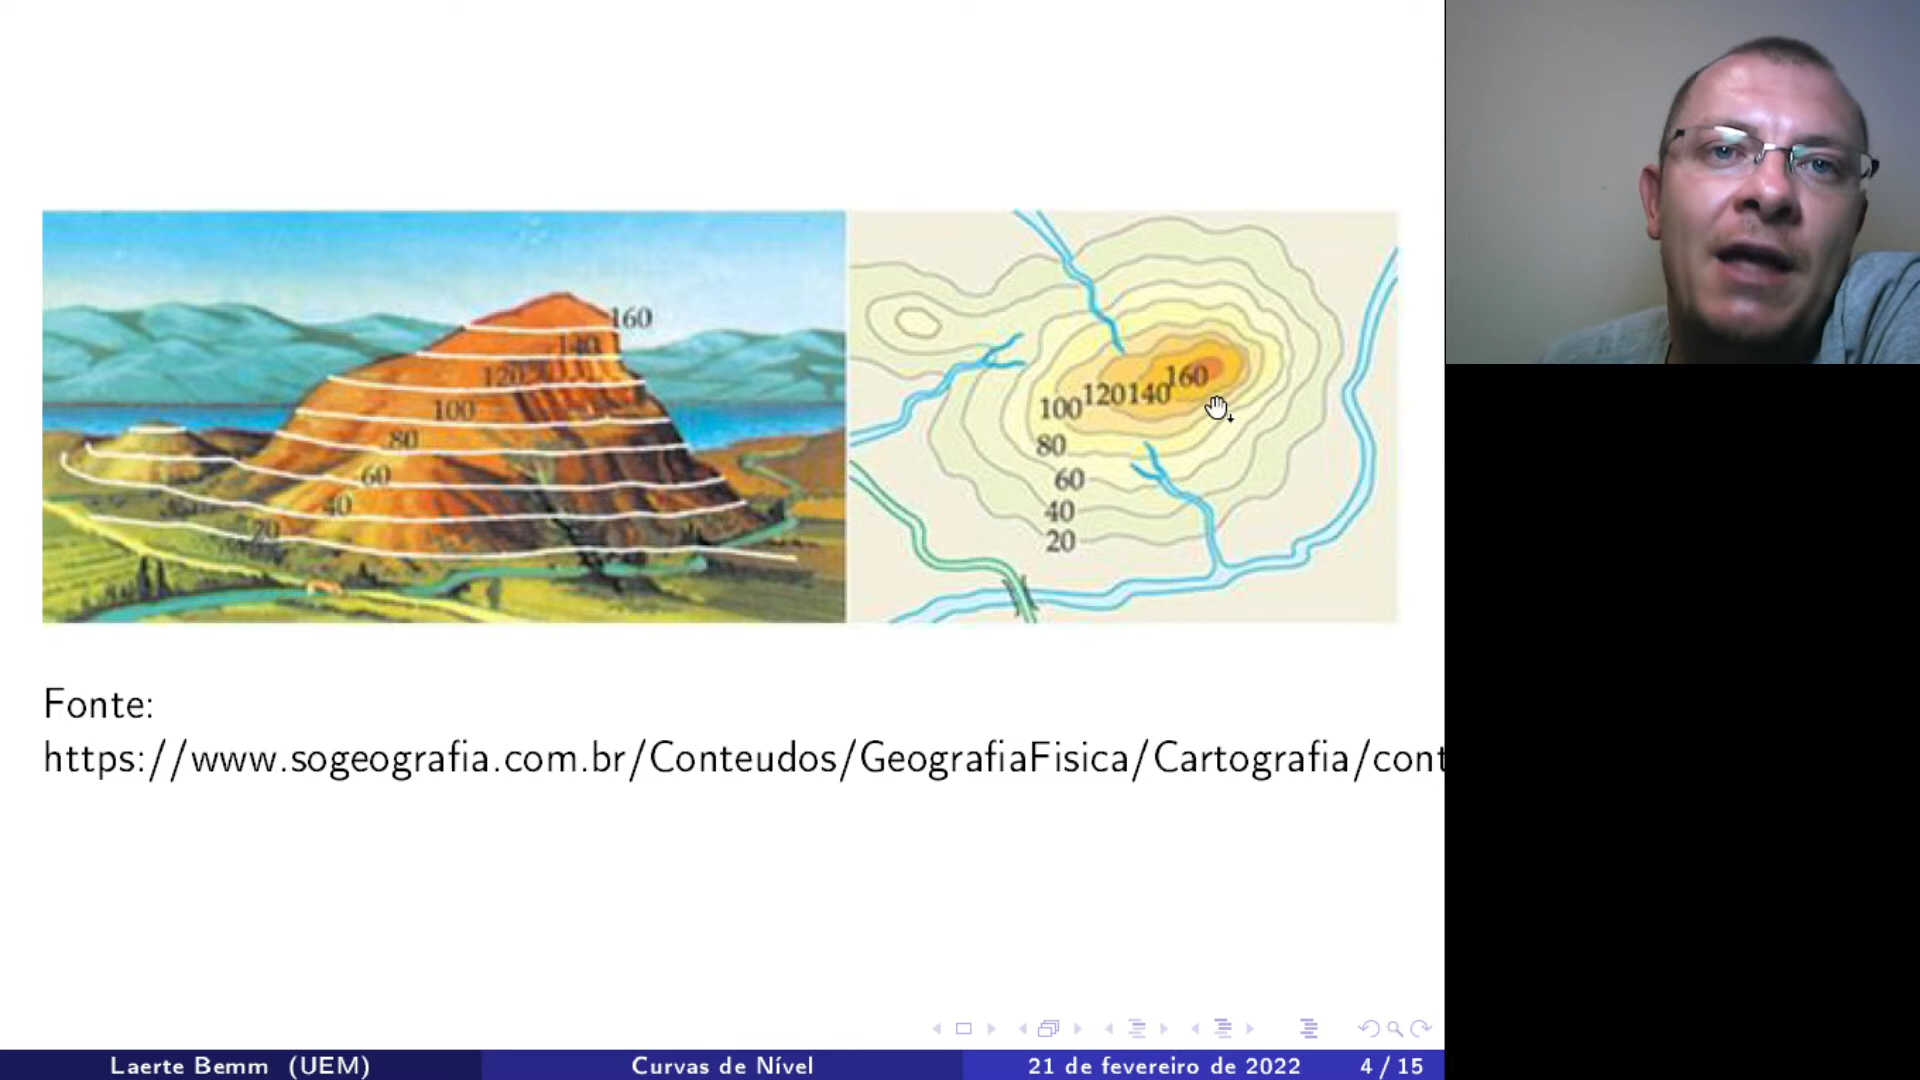 160
140
120
100
80
60
40
20
160
140
120
100
80
60
40
20
Fonte:
https://www.sogeografia.com.br/Conteudos/GeografiaFisica/Cartografia/cont
Laerte Bemm (UEM)
Curvas de Nível
21 de fevereiro de 2022
4 / 15